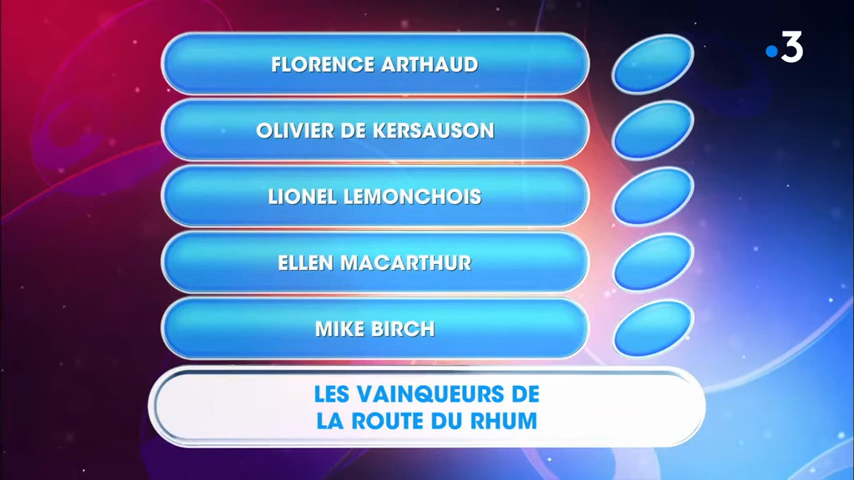 3
FLORENCE ARTHAUD
OLIVIER DE KERSAUSON
LIONEL LEMONCHOIS
ELLEN MACARTHUR
MIKE BIRCH
LES VAINQUEURS DE
LA ROUTE DU RHUM